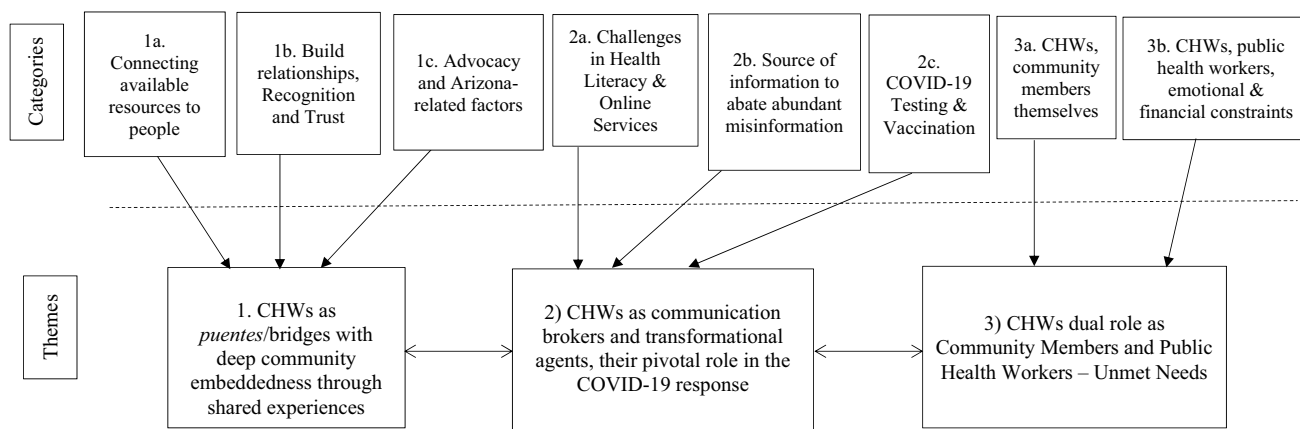 Categories
1a.
Connecting
available
resources to
people
1b. Build
relationships,
Recognition
and Trust
1c. Advocacy
and Arizona-
related factors
2a. Challenges
in Health
Literacy &
Online
Services
2b. Source of
information to
abate abundant
misinformation
2c.
COVID-19
Testing &
Vaccination
3a. CHWs,
community
members
themselves
3b. CHWs, public
health workers,
emotional &
financial constraints
Themes
1. CHWs as
puentes/bridges with
deep community
embeddedness through
shared experiences
2) CHWs as communication
brokers and transformational
agents, their pivotal role in the
COVID-19 response
3) CHWs dual role as
Community Members and Public
Health Workers – Unmet Needs